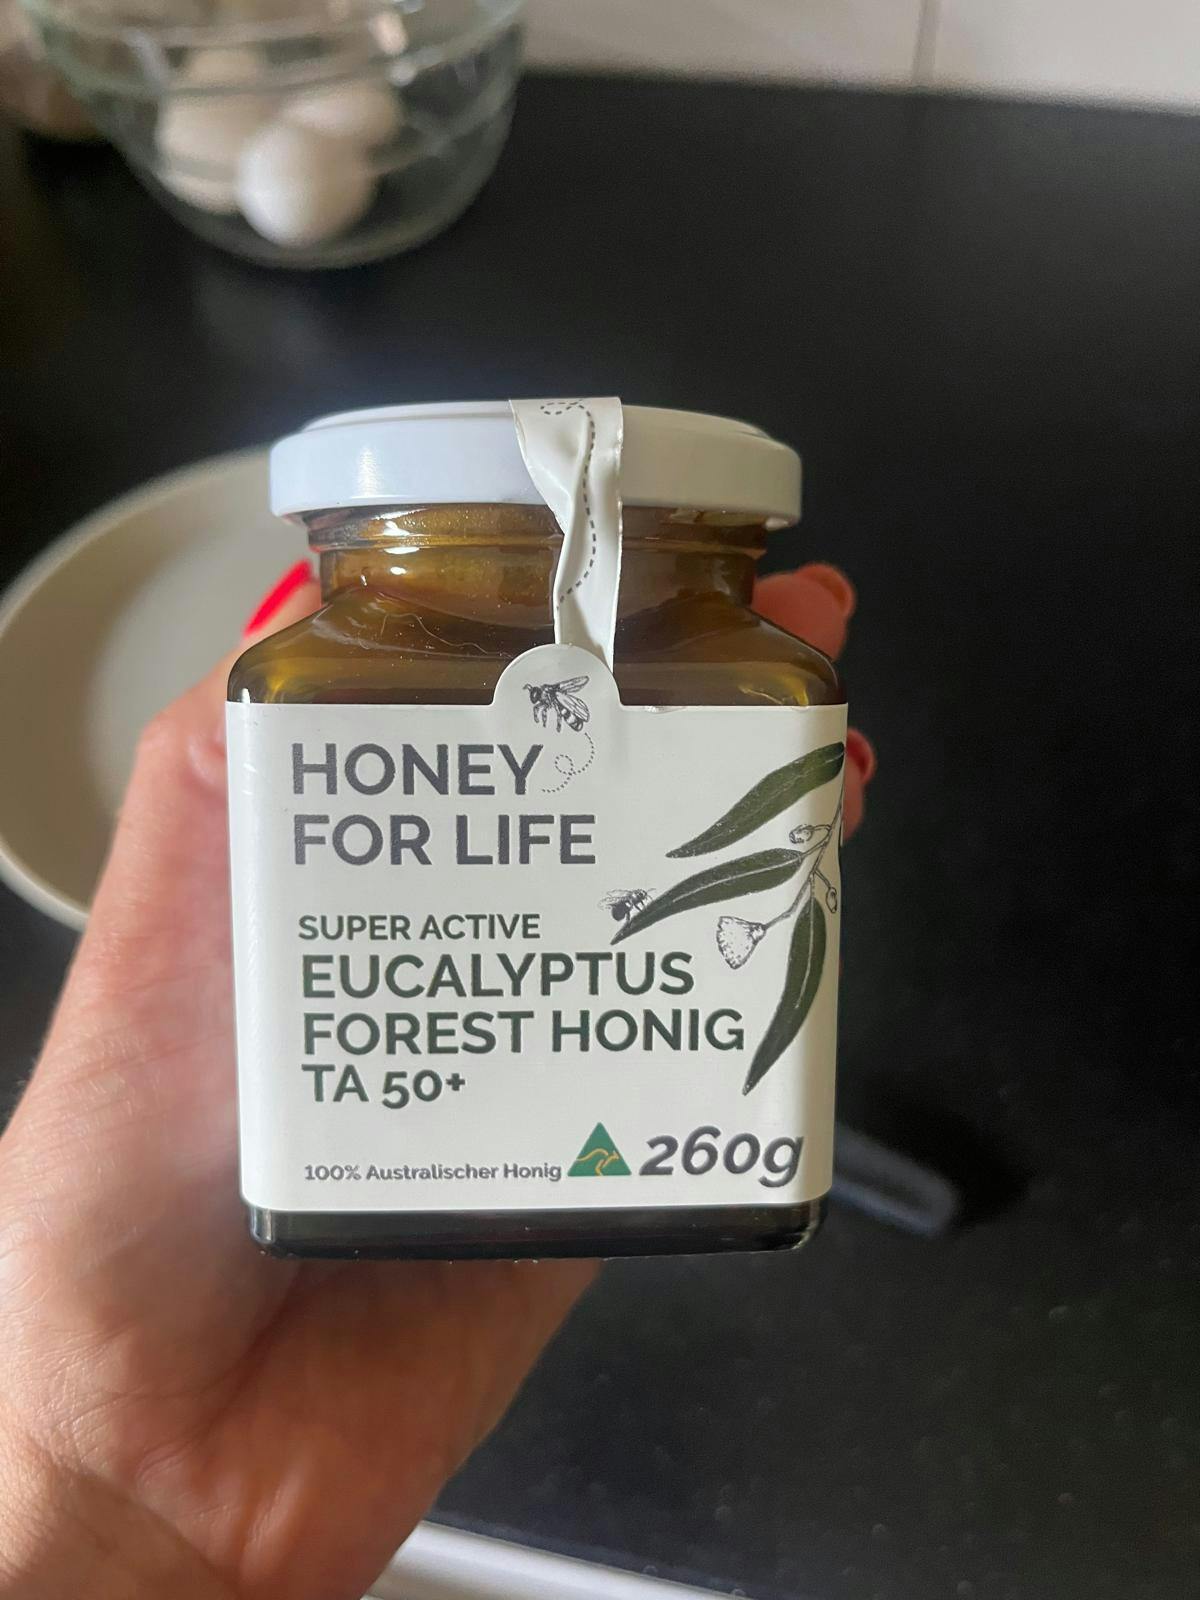 HONEY
FOR LIFE
SUPER ACTIVE
EUCALYPTUS
FOREST HONIG
TA 50+
100% Australischer Honig 260g